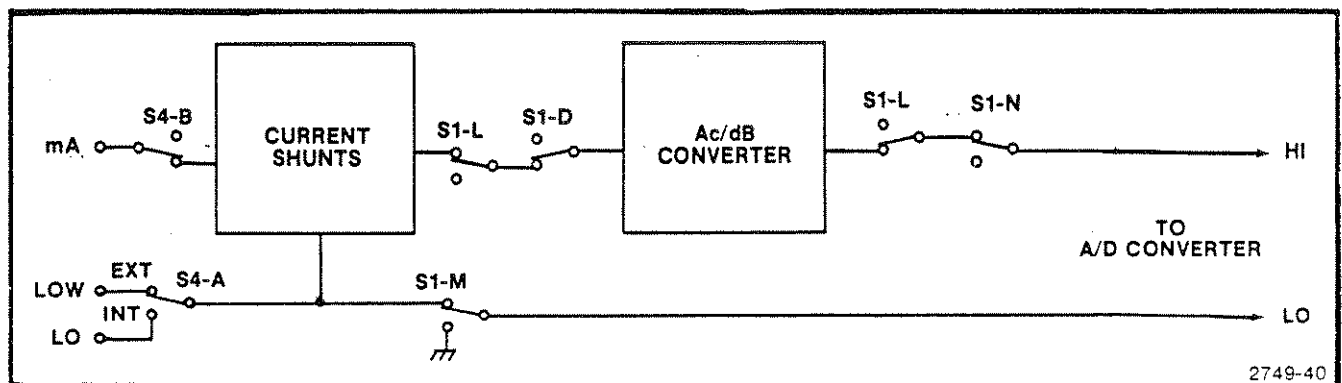 S4-B
mA
CURRENT
SHUNTS
S1-L
S1-D
Ac/dB
CONVERTER
S1-L
S1-N
HI
TO
A/D CONVERTER
LOW
EXT
S4-A
INT
LO
S1-M
LO
2749-40